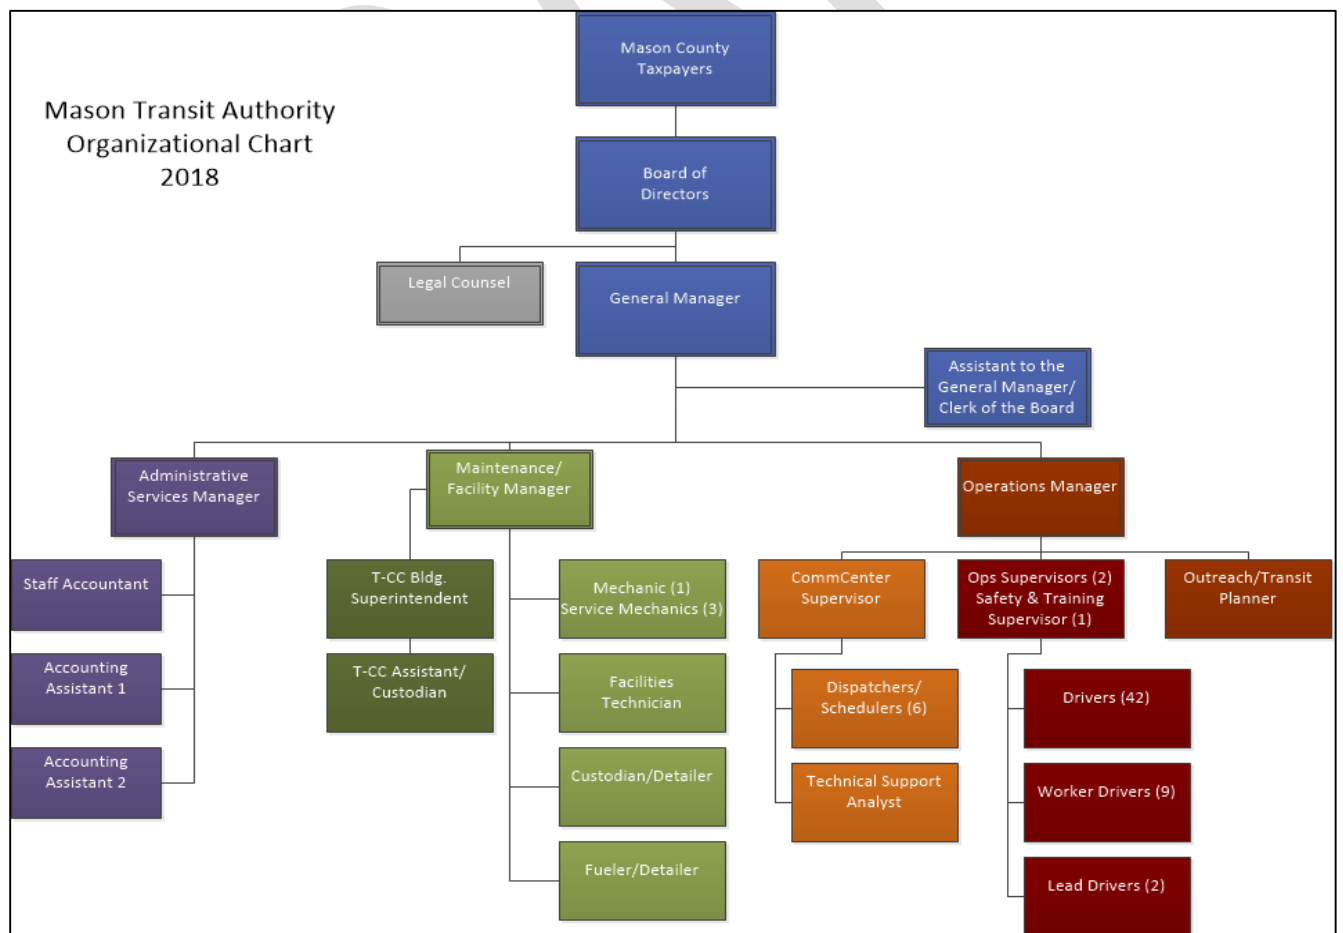 Mason County
Taxpayers
Mason Transit Authority
Organizational Chart
2018
Board of
Directors
Legal Counsel
General Manager
Assistant to the
General Manager/
Clerk of the Board
Administrative
Services Manager
Maintenance/
Facility Manager
Operations Manager
Staff Accountant
T-CC Bldg.
Superintendent
Mechanic (1)
Service Mechanics (3)
CommCenter
Supervisor
Ops Supervisors (2)
Safety & Training
Supervisor (1)
Outreach/Transit
Planner
Accounting
Assistant 1
T-CC Assistant/
Custodian
Facilities
Technician
Dispatchers/
Schedulers (6)
Drivers (42)
Accounting
Assistant 2
Custodian/Detailer
Technical Support
Analyst
Worker Drivers (9)
Fueler/Detailer
Lead Drivers (2)